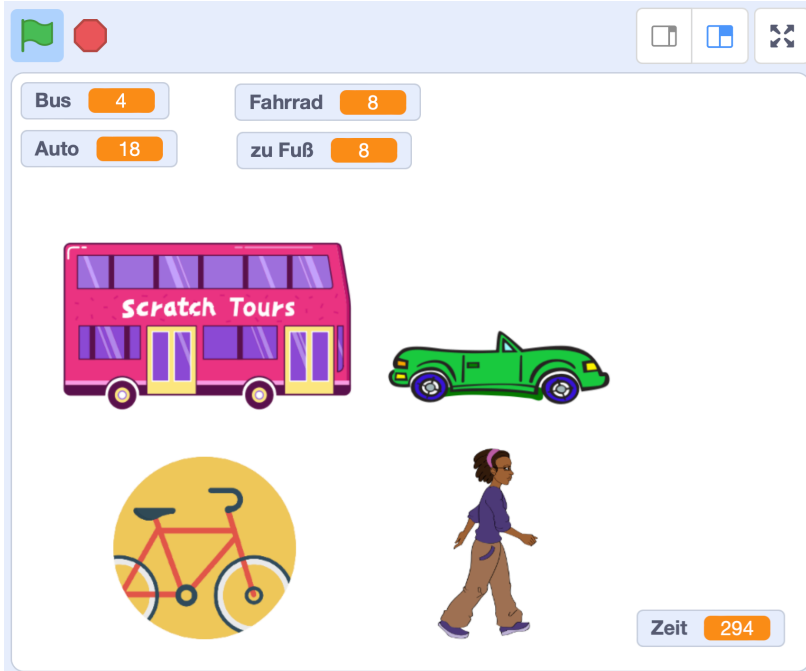 Bus 4
Fahrrad 8
Auto 18
zu Fuß 8
Scratch Tours
Zeit 294